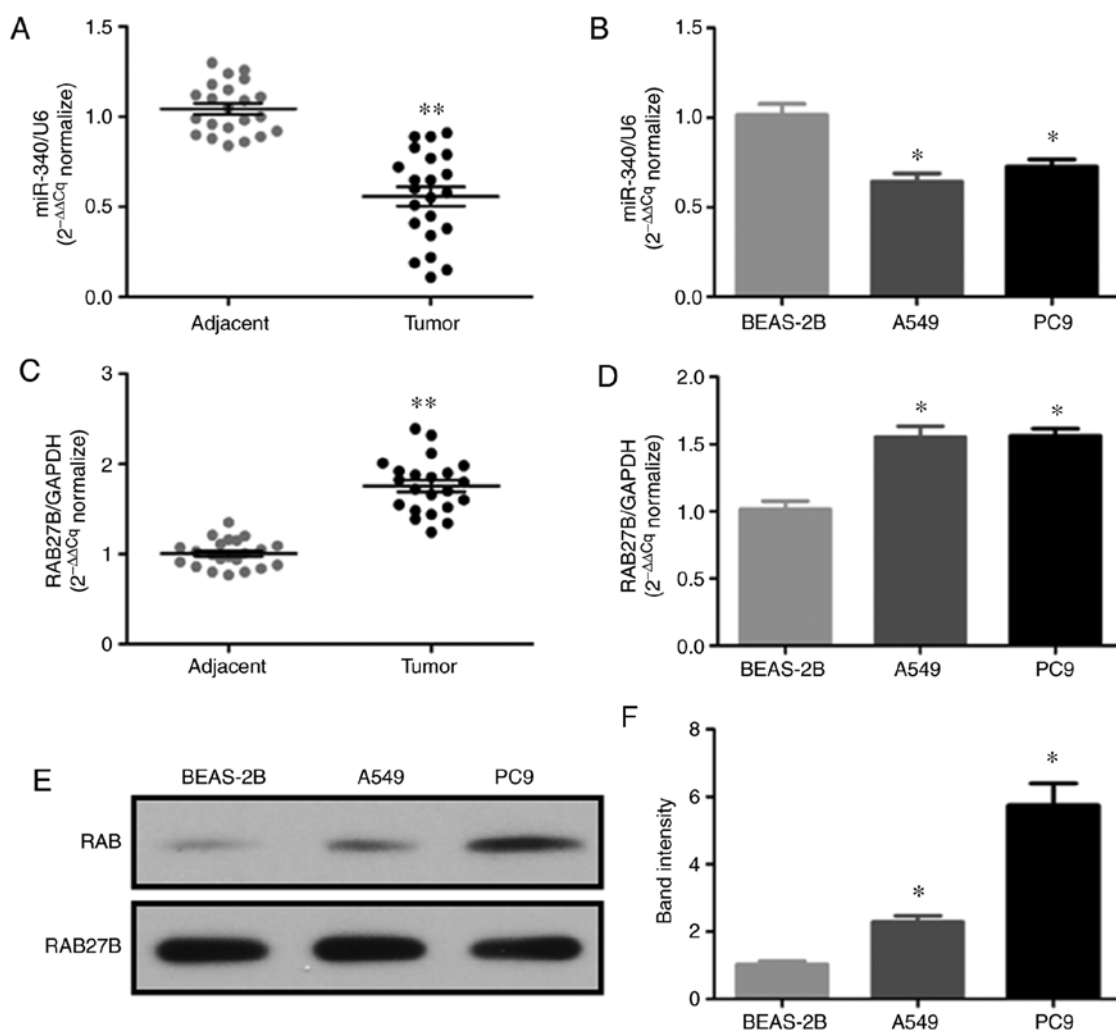 A
miR-340/U6
(2⁻ΔΔCq normalize)
1.5
1.0
0.5
0.0
**
Adjacent
Tumor
B
miR-340/U6
(2⁻ΔΔCq normalize)
1.5
1.0
0.5
0.0
*
*
BEAS-2B
A549
PC9
C
RAB27B/GAPDH
(2⁻ΔΔCq normalize)
3
2
1
0
**
Adjacent
Tumor
D
RAB27B/GAPDH
(2⁻ΔΔCq normalize)
2.0
1.5
1.0
0.5
0.0
*
*
BEAS-2B
A549
PC9
E
BEAS-2B
A549
PC9
RAB
RAB27B
F
Band intensity
8
6
4
2
0
*
*
BEAS-2B
A549
PC9